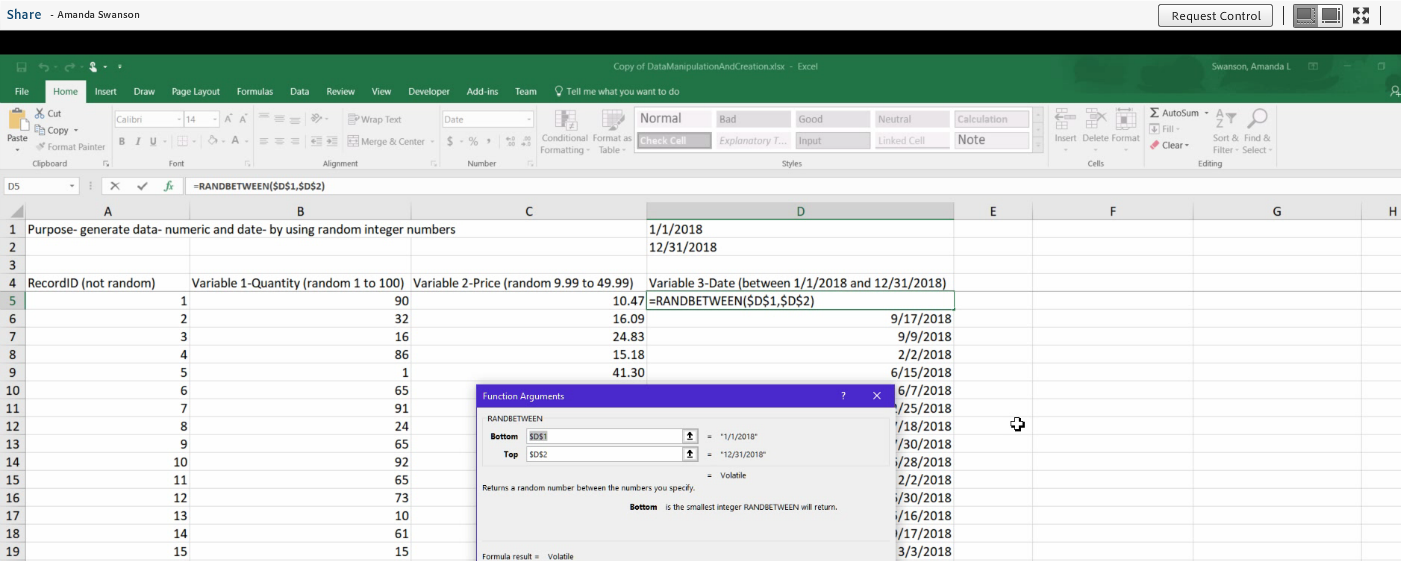 Share - Amanda Swanson Request Control
Copy of DataManipulationAndCreation.xlsx - Excel Swanson, Amanda L
File Home Insert Draw Page Layout Formulas Data Review View Developer Add-ins Team Tell me what you want to do
Cut
Copy
Format Painter
Paste
Clipboard
Calibri 14
B I U
Font
Wrap Text
Merge & Center
Alignment
Date
$ % ,
Number
Conditional Formatting
Format as Table
Normal Bad Good Neutral Calculation
Check Cell Explanatory T... Input Linked Cell Note
Styles
Insert Delete Format
Cells
AutoSum
Fill
Clear
Sort & Filter
Find & Select
Editing
D5 fx =RANDBETWEEN($D$1,$D$2)
A B C D E F G H
1 Purpose- generate data- numeric and date- by using random integer numbers 1/1/2018
2 12/31/2018
3
4 RecordID (not random) Variable 1-Quantity (random 1 to 100) Variable 2-Price (random 9.99 to 49.99) Variable 3-Date (between 1/1/2018 and 12/31/2018)
5 1 90 10.47 =RANDBETWEEN($D$1,$D$2)
6 2 32 16.09 9/17/2018
7 3 16 24.83 9/9/2018
8 4 86 15.18 2/2/2018
9 5 1 41.30 6/15/2018
10 6 65 6/7/2018
11 7 91 /25/2018
12 8 24 /18/2018
13 9 65 /30/2018
14 10 92 /28/2018
15 11 65 2/2/2018
16 12 73 /30/2018
17 13 10 /16/2018
18 14 61 /17/2018
19 15 15 3/3/2018
Function Arguments ?
RANDBETWEEN
Bottom $D$1 = "1/1/2018"
Top $D$2 = "12/31/2018"
= Volatile
Returns a random number between the numbers you specify.
Bottom is the smallest integer RANDBETWEEN will return.
Formula result = Volatile